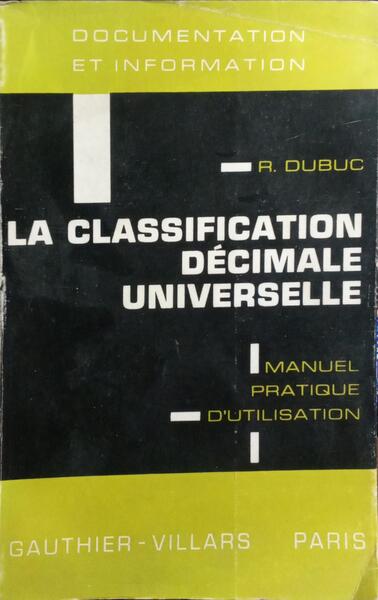 DOCUMENTATION
ET INFORMATION
R. DUBUC
LA CLASSIFICATION
DÉCIMALE
UNIVERSELLE
MANUEL
PRATIQUE
D'UTILISATION
GAUTHIER-VILLARS PARIS